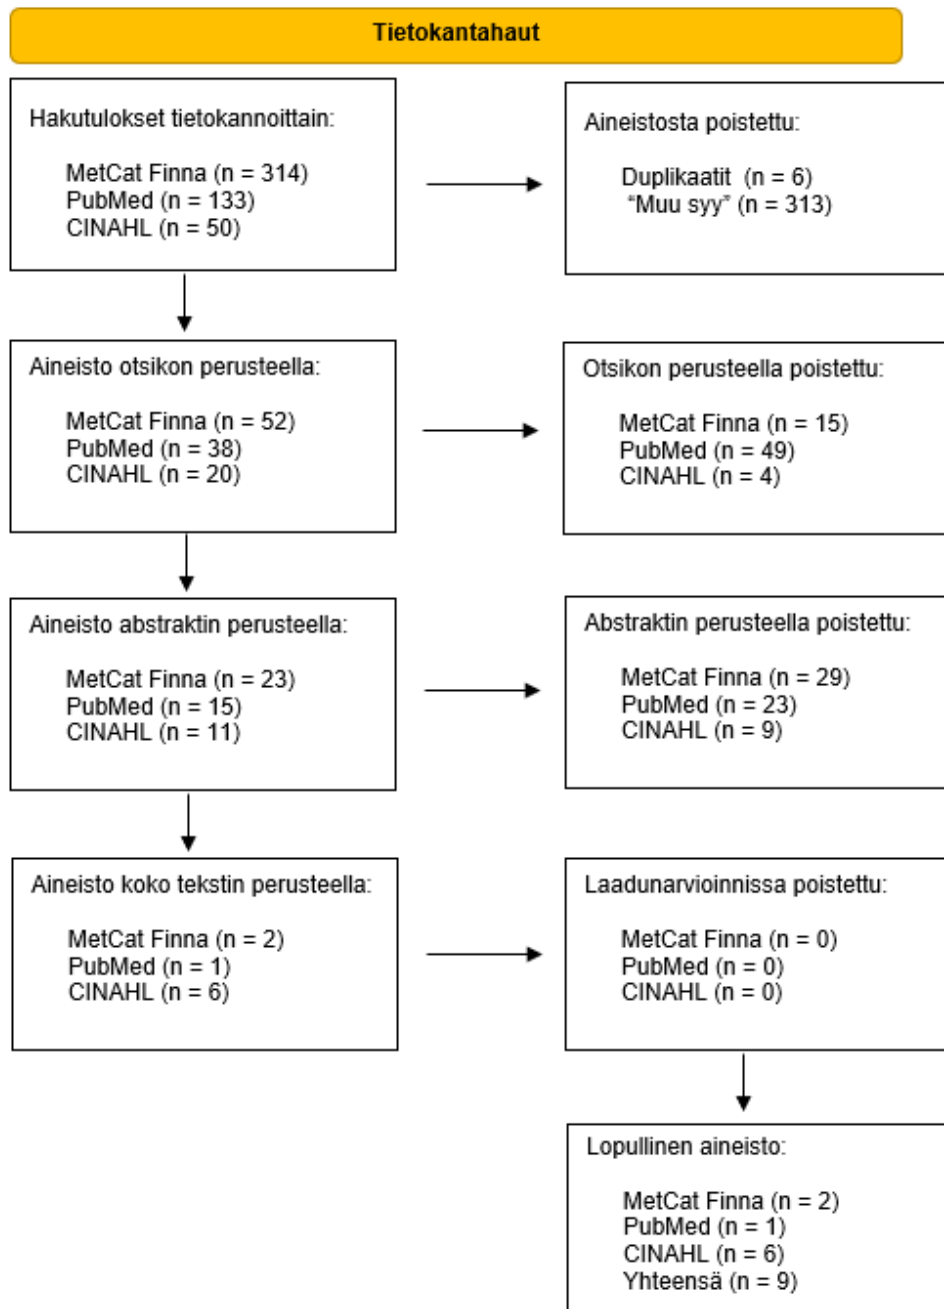 Tietokantahaut
Hakutulokset tietokannoittain:
MetCat Finna (n = 314)
PubMed (n = 133)
CINAHL (n = 50)
Aineistosta poistettu:
Duplikaatit  (n = 6)
“Muu syy” (n = 313)
Aineisto otsikon perusteella:
MetCat Finna (n = 52)
PubMed (n = 38)
CINAHL (n = 20)
Otsikon perusteella poistettu:
MetCat Finna (n = 15)
PubMed (n = 49)
CINAHL (n = 4)
Aineisto abstraktin perusteella:
MetCat Finna (n = 23)
PubMed (n = 15)
CINAHL (n = 11)
Abstraktin perusteella poistettu:
MetCat Finna (n = 29)
PubMed (n = 23)
CINAHL (n = 9)
Aineisto koko tekstin perusteella:
MetCat Finna (n = 2)
PubMed (n = 1)
CINAHL (n = 6)
Laadunarvioinnissa poistettu:
MetCat Finna (n = 0)
PubMed (n = 0)
CINAHL (n = 0)
Lopullinen aineisto:
MetCat Finna (n = 2)
PubMed (n = 1)
CINAHL (n = 6)
Yhteensä (n = 9)